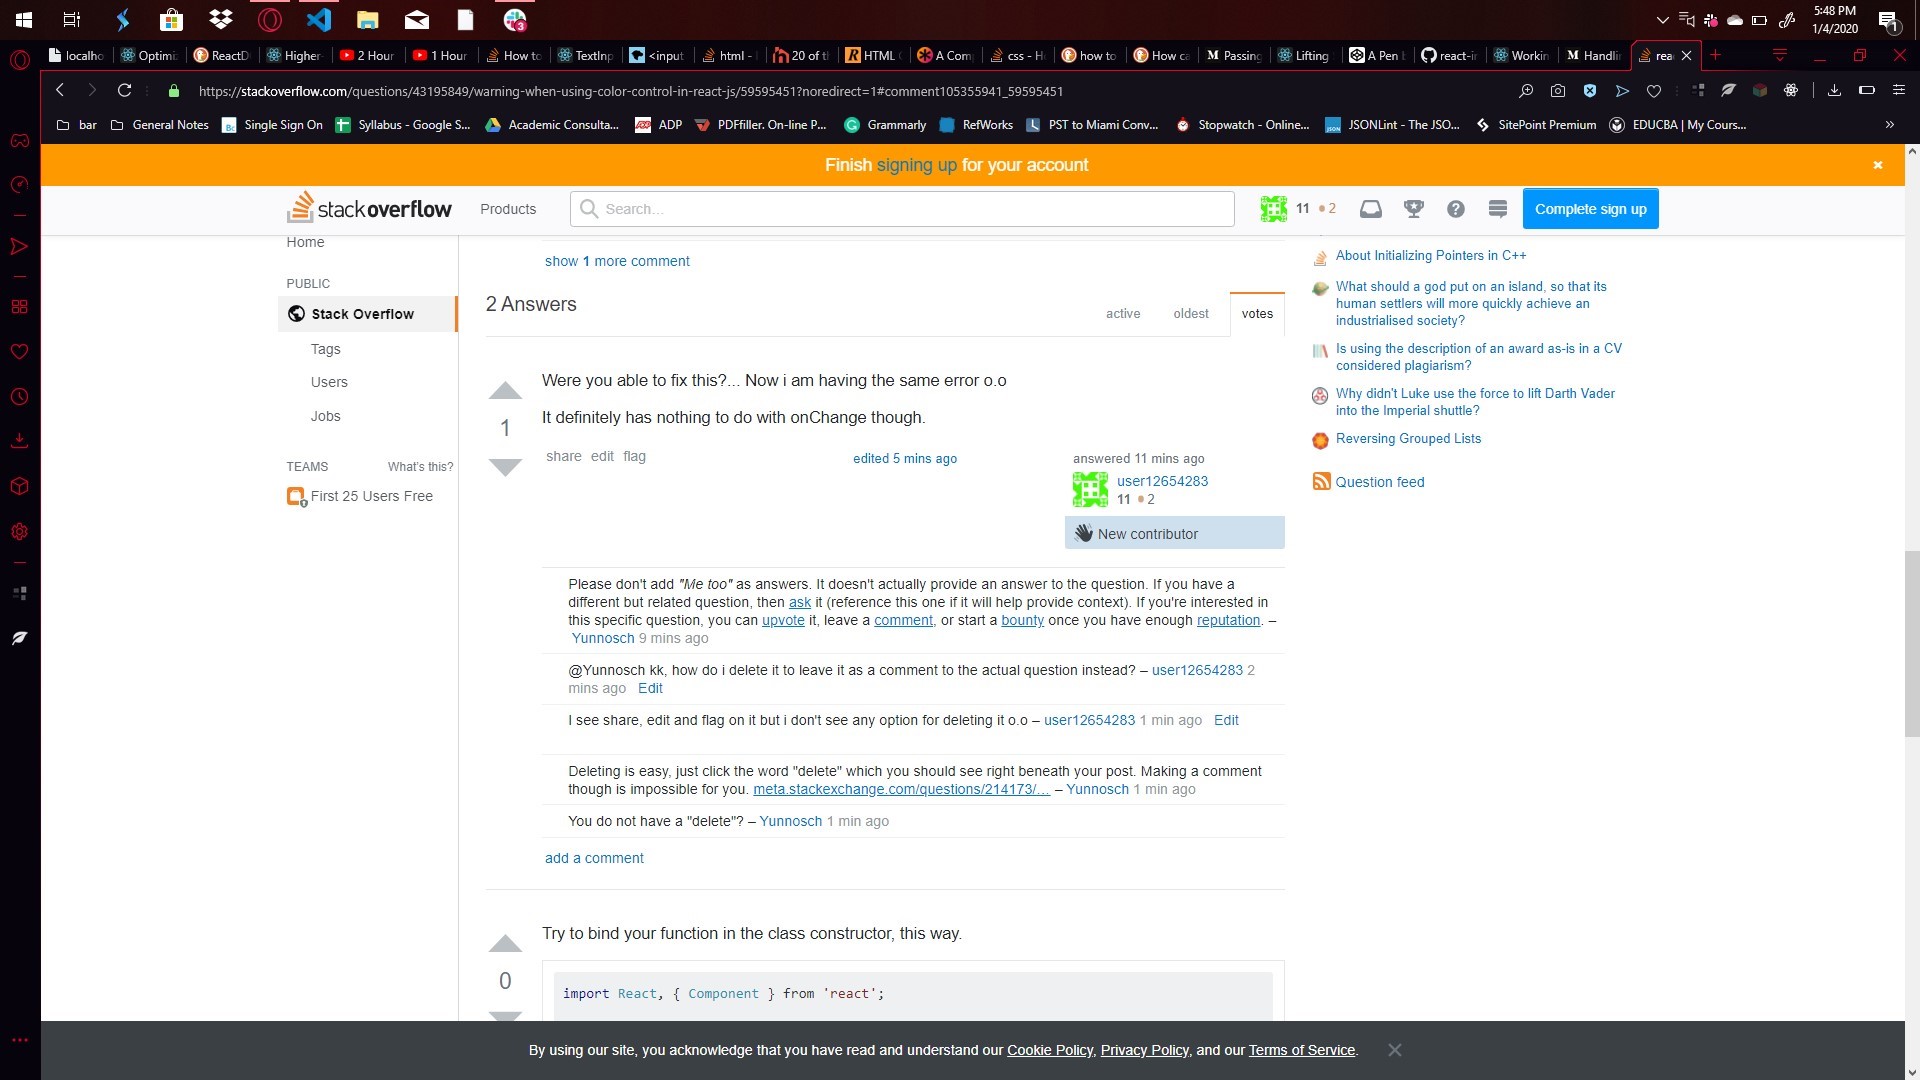 5:48 PM
1/4/2020
1
3
localho
Optimi
ReactD
Higher-
2 Hour
1 Hour
How to
TextInp
<input
html -
20 of t
HTML
A Com
css - H
how to
How ca
Passing
Lifting
A Pen
react-in
Workin
Handlin
rea
https://stackoverflow.com/questions/43195849/warning-when-using-color-control-in-react-js/59595451?noredirect=1#comment105355941_59595451
bar
General Notes
Single Sign On
Syllabus - Google S...
Academic Consulta...
ADP
PDFfiller. On-line P...
Grammarly
RefWorks
PST to Miami Conv...
Stopwatch - Online...
JSONLint - The JSO...
SitePoint Premium
EDUCBA | My Cours...
»
Finish signing up for your account
stackoverflow
Products
Search...
11 •2
Complete sign up
Home
PUBLIC
Stack Overflow
Tags
Users
Jobs
TEAMS What's this?
First 25 Users Free
show 1 more comment
2 Answers
active oldest votes
Were you able to fix this?... Now i am having the same error o.o
1
It definitely has nothing to do with onChange though.
share edit flag
edited 5 mins ago
answered 11 mins ago
user12654283
11 •2
New contributor
Please don't add "Me too" as answers. It doesn't actually provide an answer to the question. If you have a
different but related question, then ask it (reference this one if it will help provide context). If you're interested in
this specific question, you can upvote it, leave a comment, or start a bounty once you have enough reputation. –
Yunnosch 9 mins ago
@Yunnosch kk, how do i delete it to leave it as a comment to the actual question instead? – user12654283 2
mins ago Edit
I see share, edit and flag on it but i don't see any option for deleting it o.o – user12654283 1 min ago Edit
Deleting is easy, just click the word "delete" which you should see right beneath your post. Making a comment
though is impossible for you. meta.stackexchange.com/questions/214173/… – Yunnosch 1 min ago
You do not have a "delete"? – Yunnosch 1 min ago
add a comment
Try to bind your function in the class constructor, this way.
0
import React, { Component } from 'react';
About Initializing Pointers in C++
What should a god put on an island, so that its
human settlers will more quickly achieve an
industrialised society?
Is using the description of an award as-is in a CV
considered plagiarism?
Why didn't Luke use the force to lift Darth Vader
into the Imperial shuttle?
Reversing Grouped Lists
Question feed
By using our site, you acknowledge that you have read and understand our Cookie Policy, Privacy Policy, and our Terms of Service.